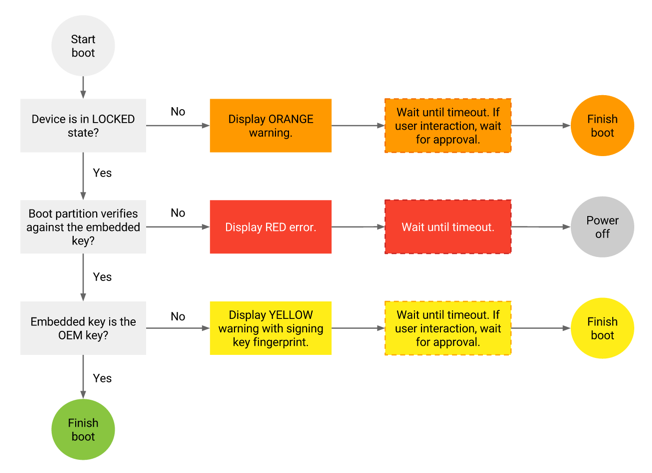 Start
boot
Device is in LOCKED
state?
No
Display ORANGE
warning.
Wait until timeout. If
user interaction, wait
for approval.
Finish
boot
Yes
Boot partition verifies
against the embedded
key?
No
Display RED error.
Wait until timeout.
Power
off
Yes
Embedded key is the
OEM key?
No
Display YELLOW
warning with signing
key fingerprint.
Wait until timeout. If
user interaction, wait
for approval.
Finish
boot
Yes
Finish
boot